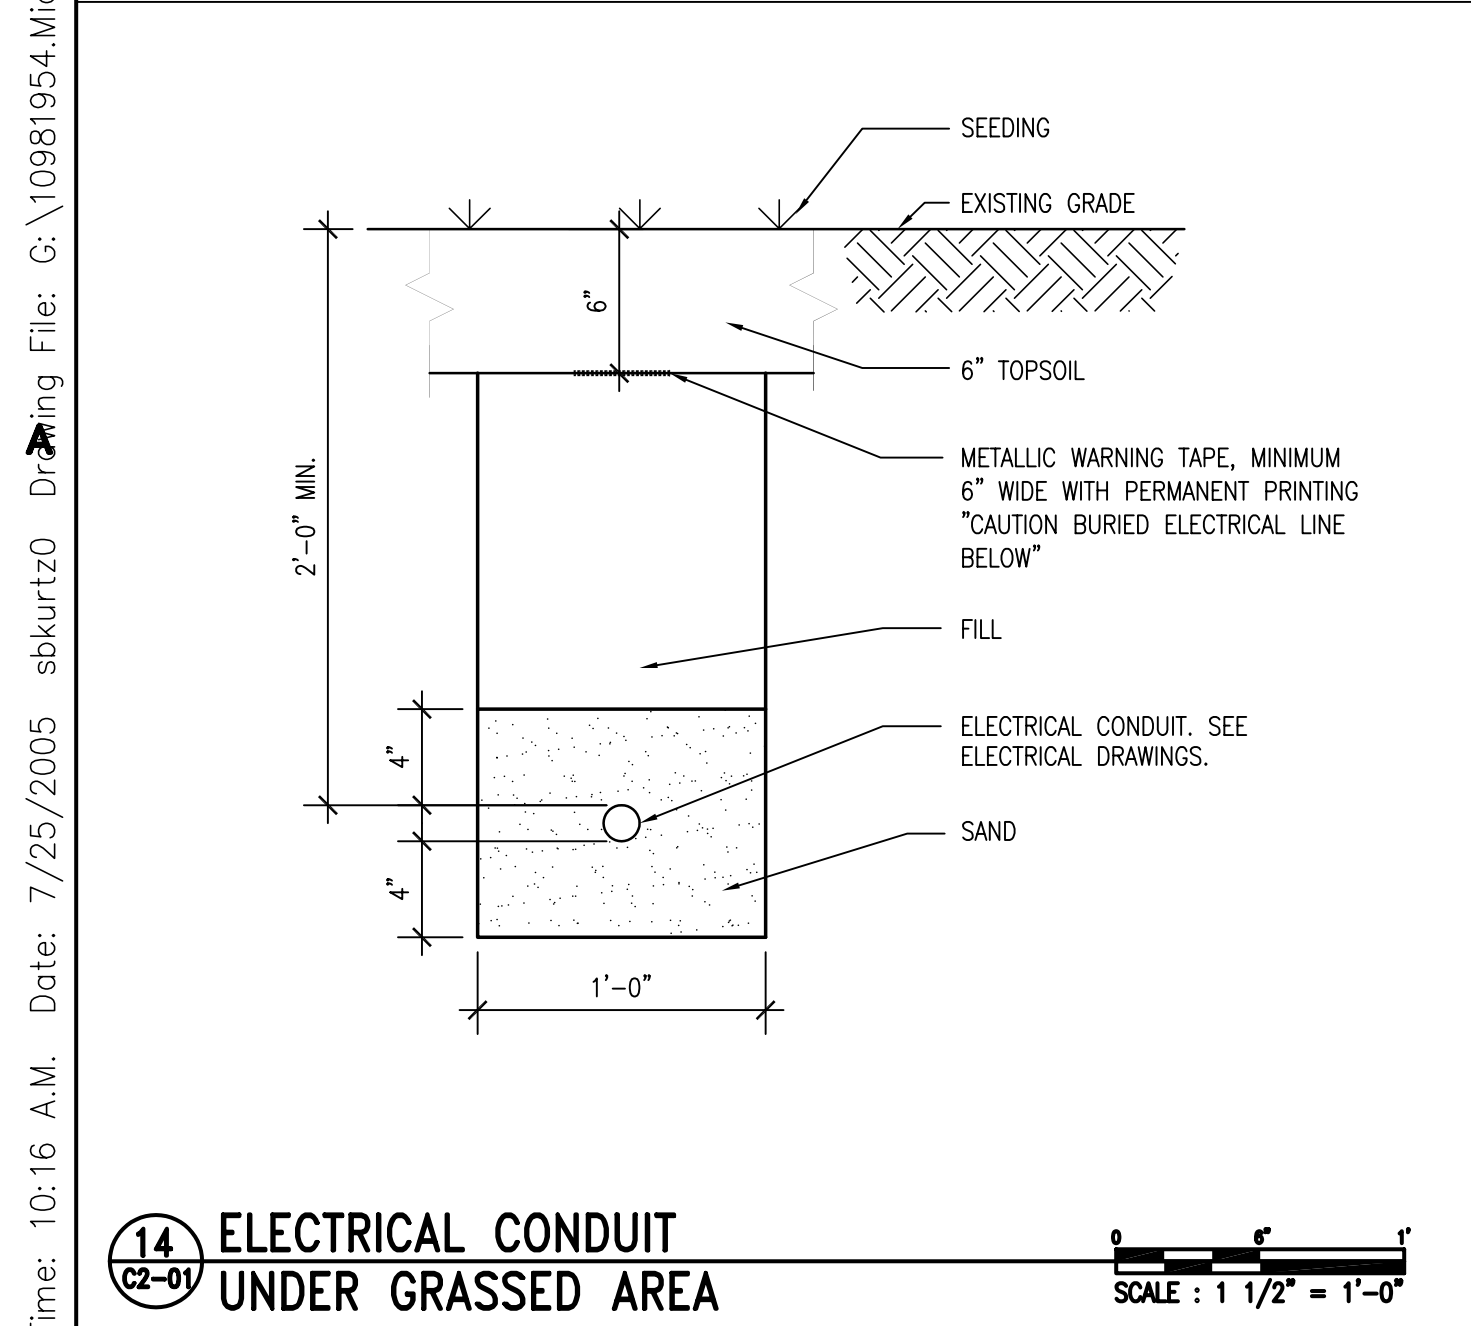 Time: 10:16 A.M. Date: 7/25/2005 sbkurtz0 Drawing File: G:\10981954.Mic
A
SEEDING
EXISTING GRADE
6"
6" TOPSOIL
METALLIC WARNING TAPE, MINIMUM
6" WIDE WITH PERMANENT PRINTING
"CAUTION BURIED ELECTRICAL LINE
BELOW"
2'-0" MIN.
FILL
4"
ELECTRICAL CONDUIT. SEE
ELECTRICAL DRAWINGS.
SAND
4"
1'-0"
14
C2-01
ELECTRICAL CONDUIT
UNDER GRASSED AREA
0 6" 1'
SCALE : 1 1/2" = 1'-0"